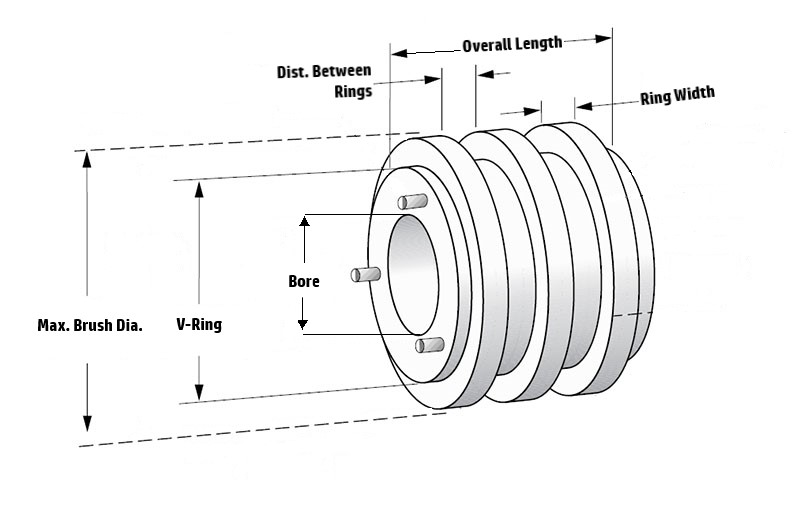 Overall Length
Dist. Between
Rings
Ring Width
Bore
Max. Brush Dia.
V-Ring